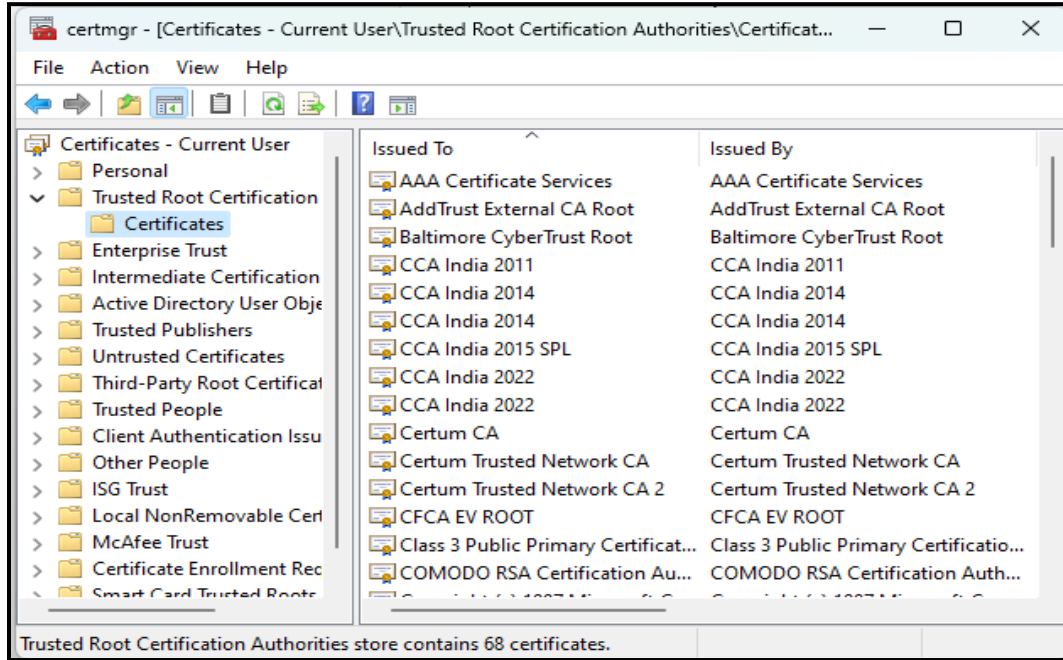 certmgr - [Certificates - Current User\Trusted Root Certification Authorities\Certificat...
File Action View Help
Certificates - Current User
Personal
Trusted Root Certification
Certificates
Enterprise Trust
Intermediate Certification
Active Directory User Obje
Trusted Publishers
Untrusted Certificates
Third-Party Root Certificat
Trusted People
Client Authentication Issu
Other People
ISG Trust
Local NonRemovable Cert
McAfee Trust
Certificate Enrollment Rec
Smart Card Trusted Roots
Issued To Issued By
AAA Certificate Services AAA Certificate Services
AddTrust External CA Root AddTrust External CA Root
Baltimore CyberTrust Root Baltimore CyberTrust Root
CCA India 2011 CCA India 2011
CCA India 2014 CCA India 2014
CCA India 2014 CCA India 2014
CCA India 2015 SPL CCA India 2015 SPL
CCA India 2022 CCA India 2022
CCA India 2022 CCA India 2022
Certum CA Certum CA
Certum Trusted Network CA Certum Trusted Network CA
Certum Trusted Network CA 2 Certum Trusted Network CA 2
CFCA EV ROOT CFCA EV ROOT
Class 3 Public Primary Certificat... Class 3 Public Primary Certificatio...
COMODO RSA Certification Au... COMODO RSA Certification Auth...
Trusted Root Certification Authorities store contains 68 certificates.